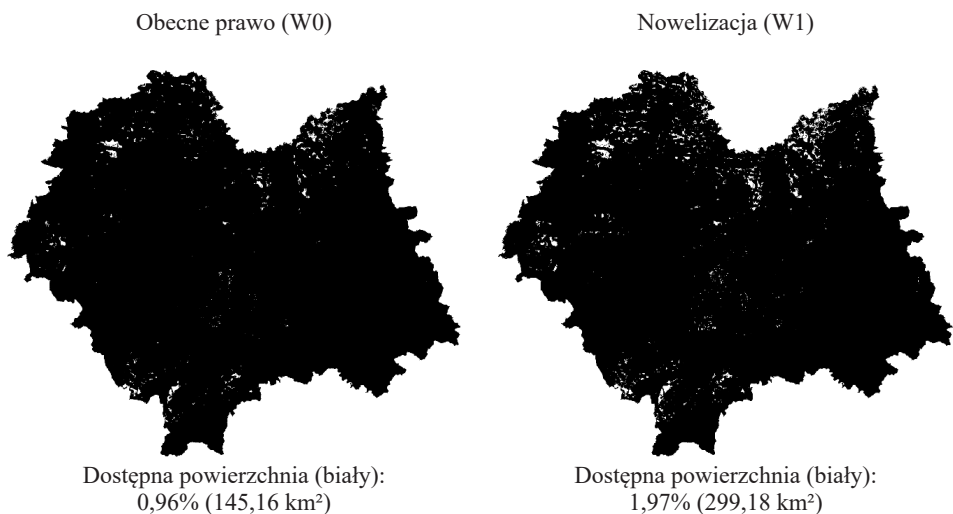 Obecne prawo (W0)
Nowelizacja (W1)
Dostępna powierzchnia (biały):
0,96% (145,16 km²)
Dostępna powierzchnia (biały):
1,97% (299,18 km²)